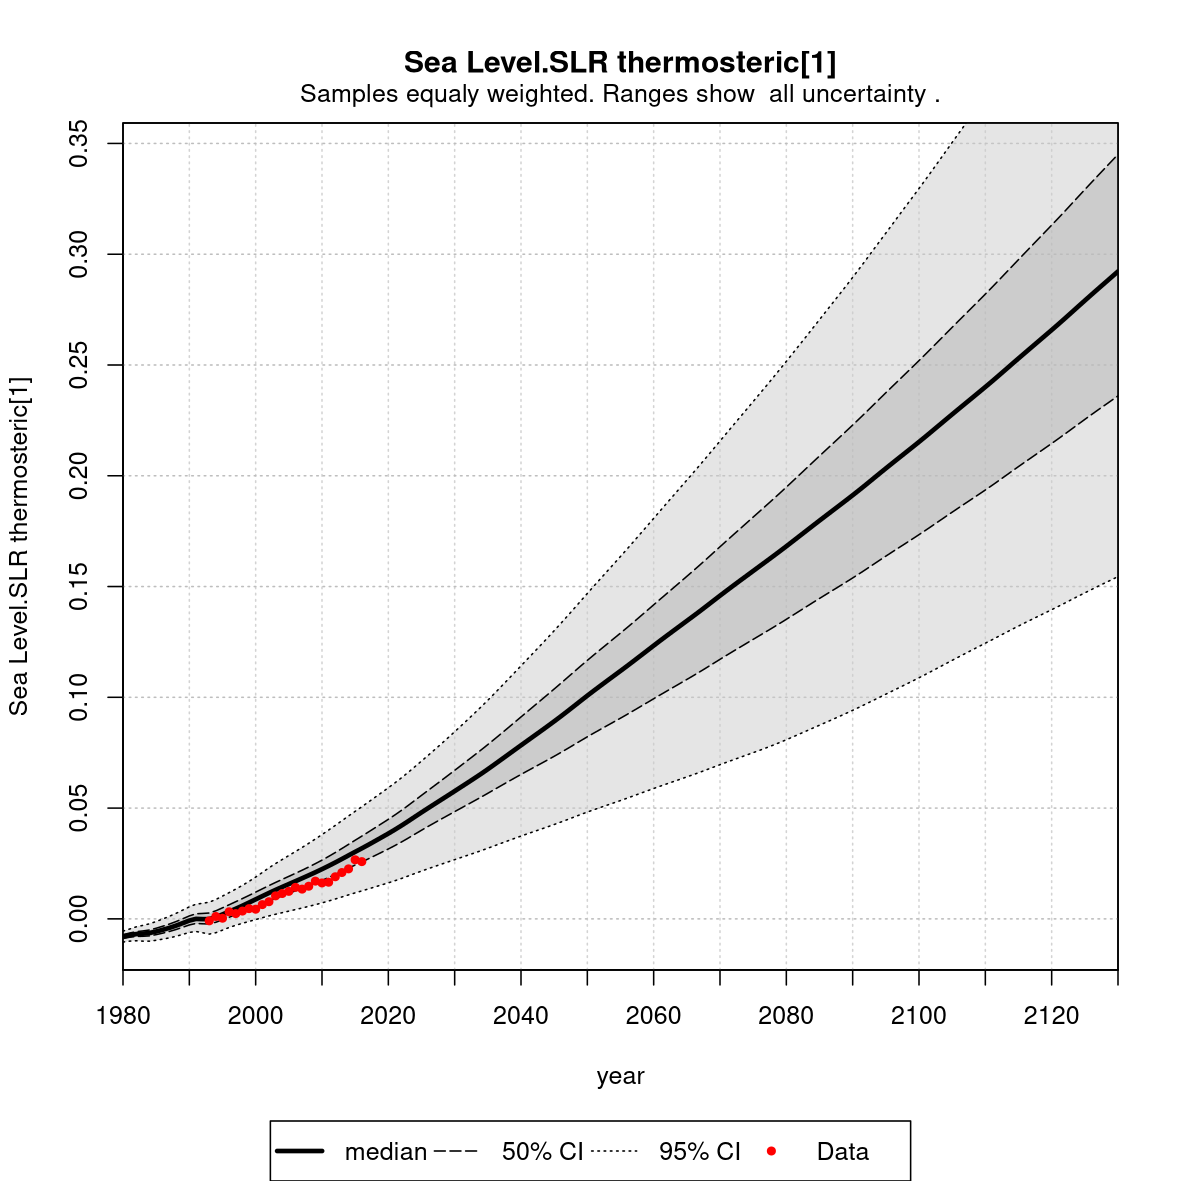 Sea Level.SLR thermosteric[1]
Samples equaly weighted. Ranges show  all uncertainty .
Sea Level.SLR thermosteric[1]
0.35
0.30
0.25
0.20
0.15
0.10
0.05
0.00
1980 2000 2020 2040 2060 2080 2100 2120
year
median 50% CI 95% CI Data